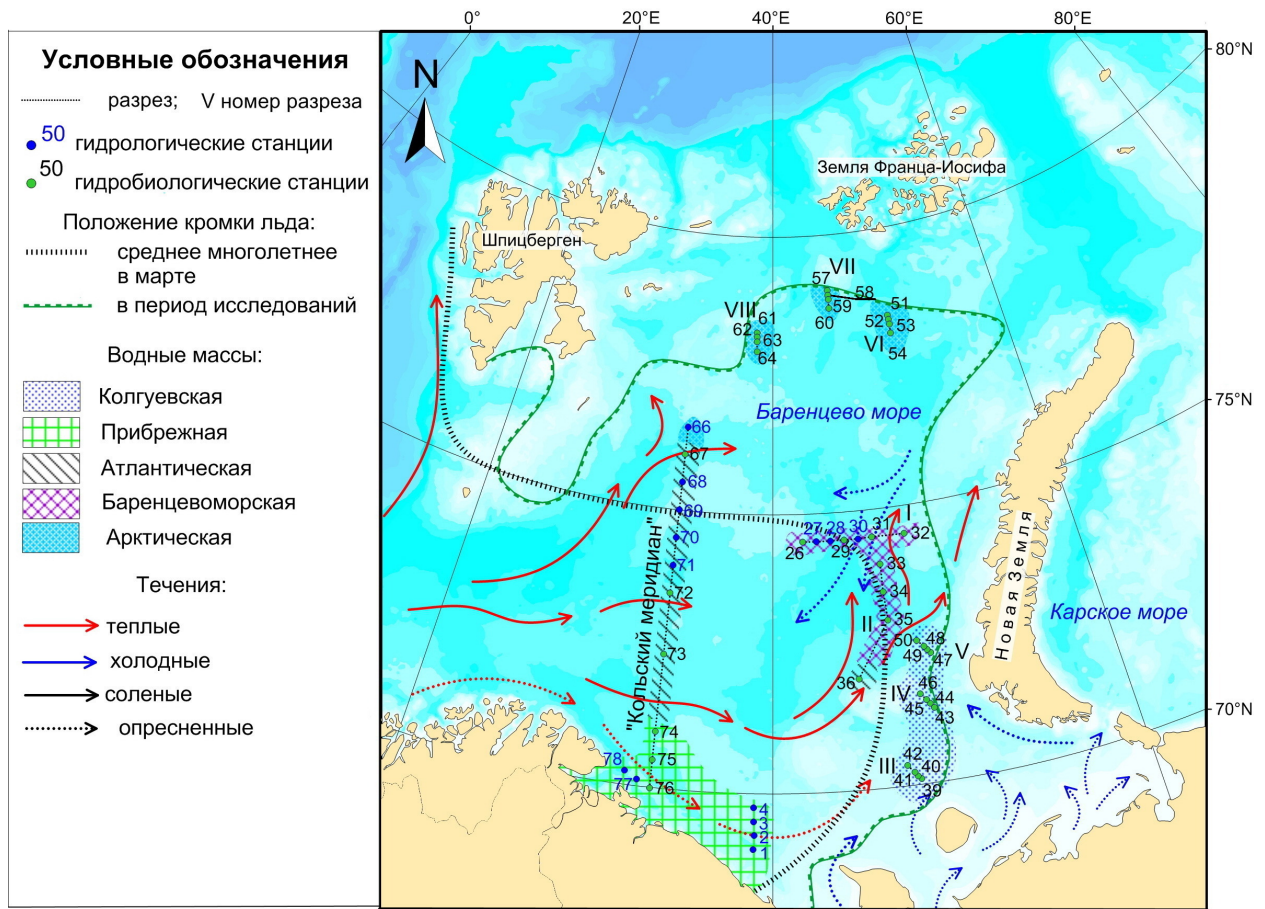 0°
20°E
40°E
60°E
80°E
80°N
75°N
70°N
Условные обозначения
разрез; V номер разреза
50
гидрологические станции
50
гидробиологические станции
Положение кромки льда:
среднее многолетнее
в марте
в период исследований
Водные массы:
Колгуевская
Прибрежная
Атлантическая
Баренцевоморская
Арктическая
Течения:
теплые
холодные
соленые
опресненные
N
Земля Франца-Иосифа
Шпицберген
VII
57
58
59
60
51
52
53
VI
54
VIII
61
62
63
64
Баренцево море
66
67
68
69
70
71
72
73
74
75
76
77
78
"Кольский меридиан"
I
26
27
28
29
30
31
32
33
34
35
II
36
Новая Земля
Карское море
50
48
49
47
V
46
IV
44
45
43
42
III
40
41
39
4
3
2
1